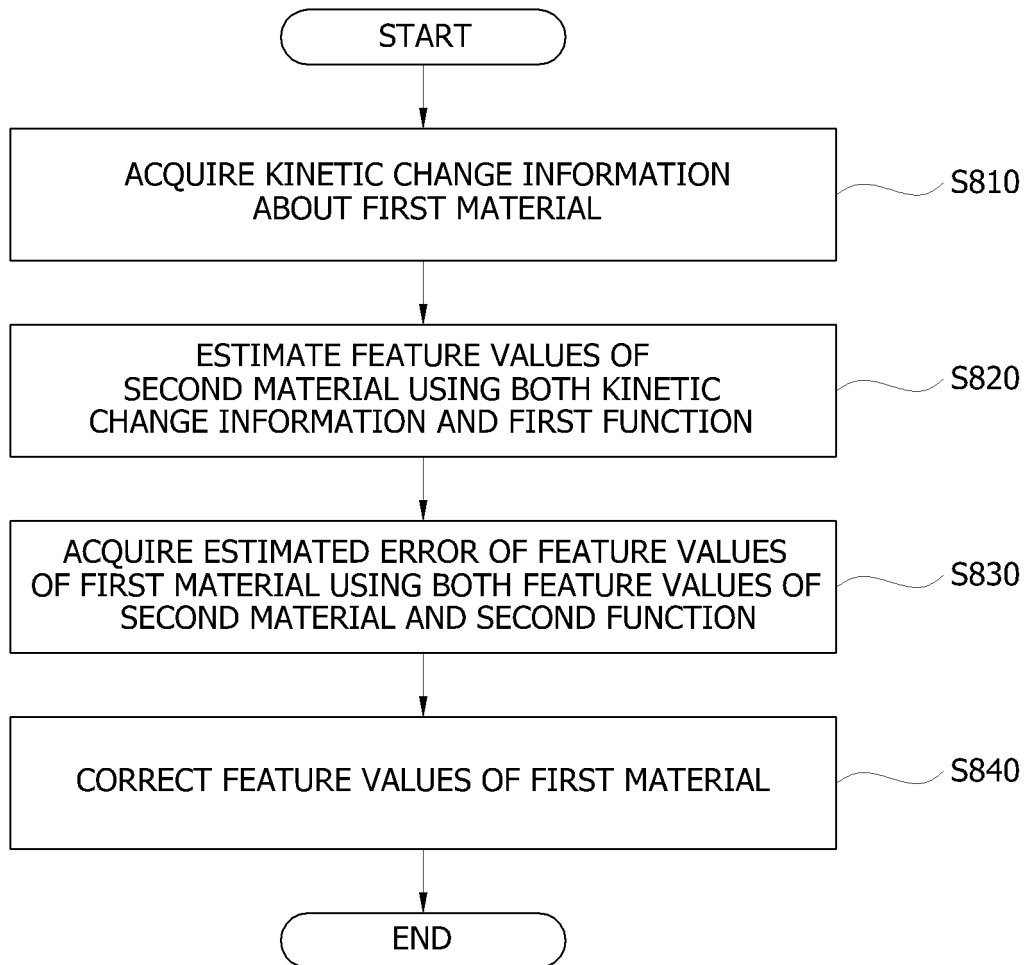 START
ACQUIRE KINETIC CHANGE INFORMATION
ABOUT FIRST MATERIAL
S810
ESTIMATE FEATURE VALUES OF
SECOND MATERIAL USING BOTH KINETIC
CHANGE INFORMATION AND FIRST FUNCTION
S820
ACQUIRE ESTIMATED ERROR OF FEATURE VALUES
OF FIRST MATERIAL USING BOTH FEATURE VALUES OF
SECOND MATERIAL AND SECOND FUNCTION
S830
CORRECT FEATURE VALUES OF FIRST MATERIAL
S840
END